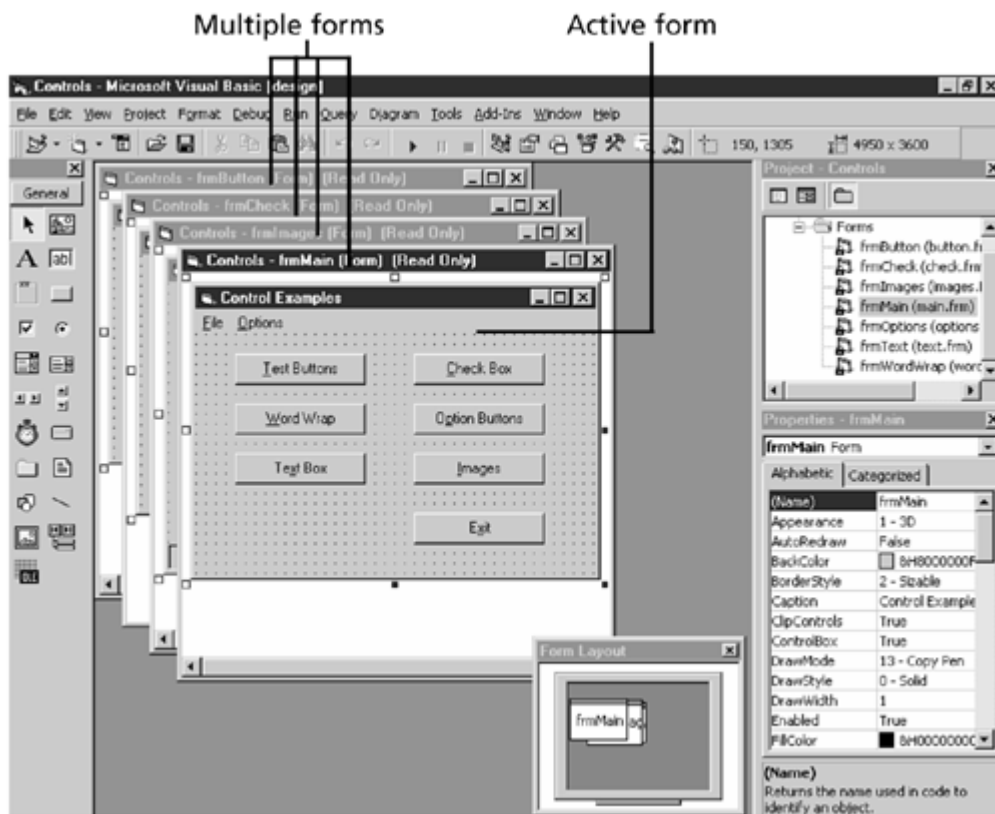 Multiple forms
Active form
Controls - Microsoft Visual Basic [design]
File Edit View Project Format Debug Run Query Diagram Tools Add-Ins Window Help
150, 1305 4950 x 3600
General
A
abl
OLE
Controls - frmButton (Form) (Read Only)
Controls - frmCheck (Form) (Read Only)
Controls - frmImages (Form) (Read Only)
Controls - frmMain (Form) (Read Only)
Control Examples
File Options
Test Buttons
Check Box
Word Wrap
Option Buttons
Text Box
Images
Exit
Form Layout
frmMain
Project - Controls
Forms
frmButton (button.fr
frmCheck (check.frm
frmImages (images.
frmMain (main.frm)
frmOptions (options
frmText (text.frm)
frmWordWrap (word
Properties - frmMain
frmMain Form
Alphabetic Categorized
(Name) frmMain
Appearance 1 - 3D
AutoRedraw False
BackColor &H8000000F
BorderStyle 2 - Sizable
Caption Control Example
ClipControls True
ControlBox True
DrawMode 13 - Copy Pen
DrawStyle 0 - Solid
DrawWidth 1
Enabled True
FillColor &H0000000
(Name)
Returns the name used in code to
identify an object.